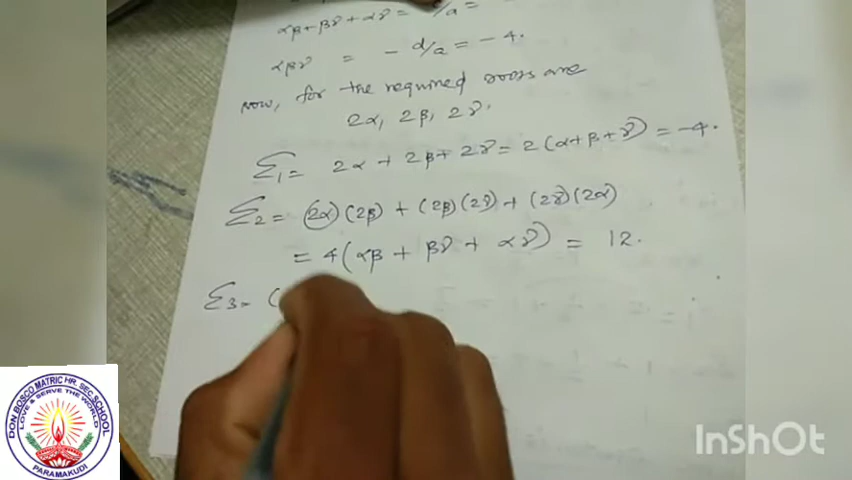 αβ+βγ+αγ = c/a =
αβγ = - d/a = - 4.
now, for the required roots are
2α, 2β, 2γ.
Σ1 = 2α + 2β + 2γ = 2(α+β+γ) = -4.
Σ2 = (2α)(2β) + (2β)(2γ) + (2γ)(2α)
= 4(αβ + βγ + αγ) = 12.
Σ3 = (
DON BOSCO MATRIC HR. SEC. SCHOOL
LOVE & SERVE THE WORLD
PARAMAKUDI
InShOt